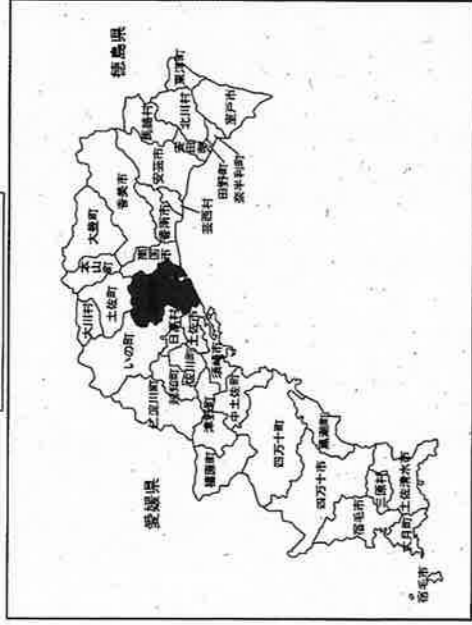 徳島県
愛媛県
東洋町
馬路村
北川村
室戸市
安田町
安芸市
田野町
奈半利町
芸西村
香美市
香南市
大豊町
本山町
南国市
土佐町
大川村
いの町
日高村
土佐市
仁淀川町
越知町
佐川町
須崎市
津野町
中土佐町
梼原町
四万十町
黒潮町
四万十市
宿毛市
三原村
土佐清水市
大月町
宿毛市